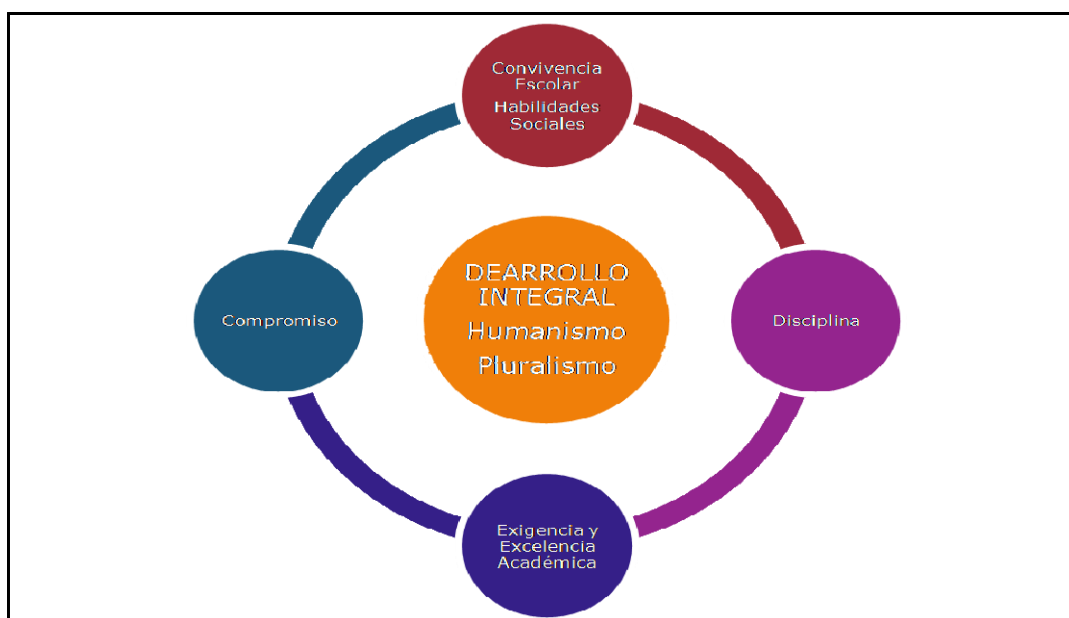 Convivencia
Escolar
Habilidades
Sociales
Compromiso
DEARROLLO
INTEGRAL
Humanismo
Pluralismo
Disciplina
Exigencia y
Excelencia
Académica